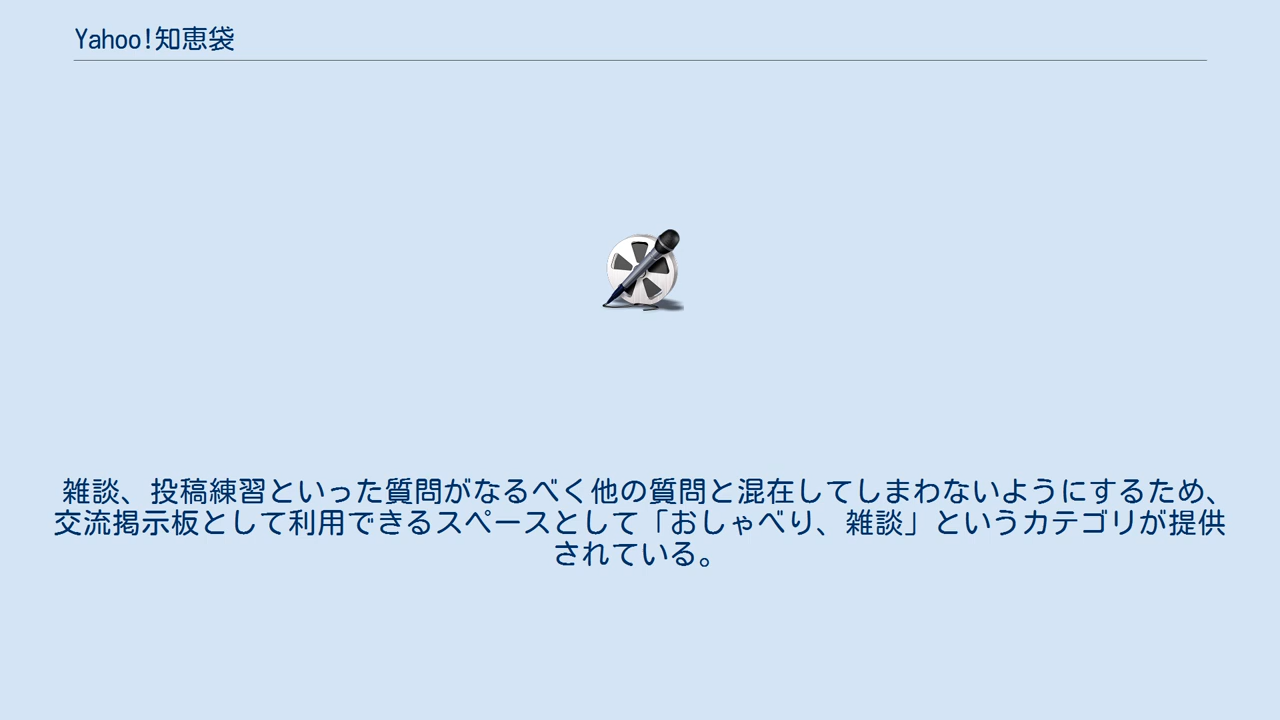 Yahoo!知恵袋
雑談、投稿練習といった質問がなるべく他の質問と混在してしまわないようにするため、
交流掲示板として利用できるスペースとして「おしゃべり、雑談」というカテゴリが提供
されている。